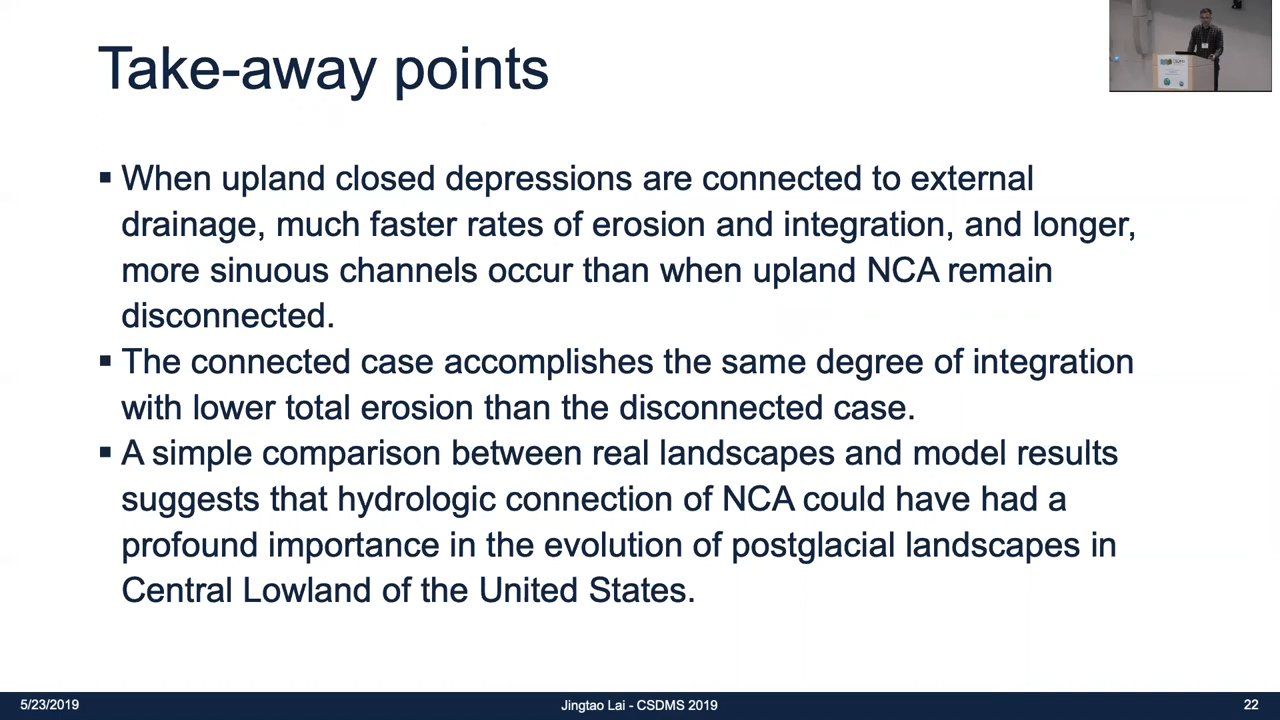 Take-away points
▪ When upland closed depressions are connected to external
drainage, much faster rates of erosion and integration, and longer,
more sinuous channels occur than when upland NCA remain
disconnected.
▪ The connected case accomplishes the same degree of integration
with lower total erosion than the disconnected case.
▪ A simple comparison between real landscapes and model results
suggests that hydrologic connection of NCA could have had a
profound importance in the evolution of postglacial landscapes in
Central Lowland of the United States.
5/23/2019
Jingtao Lai - CSDMS 2019
22